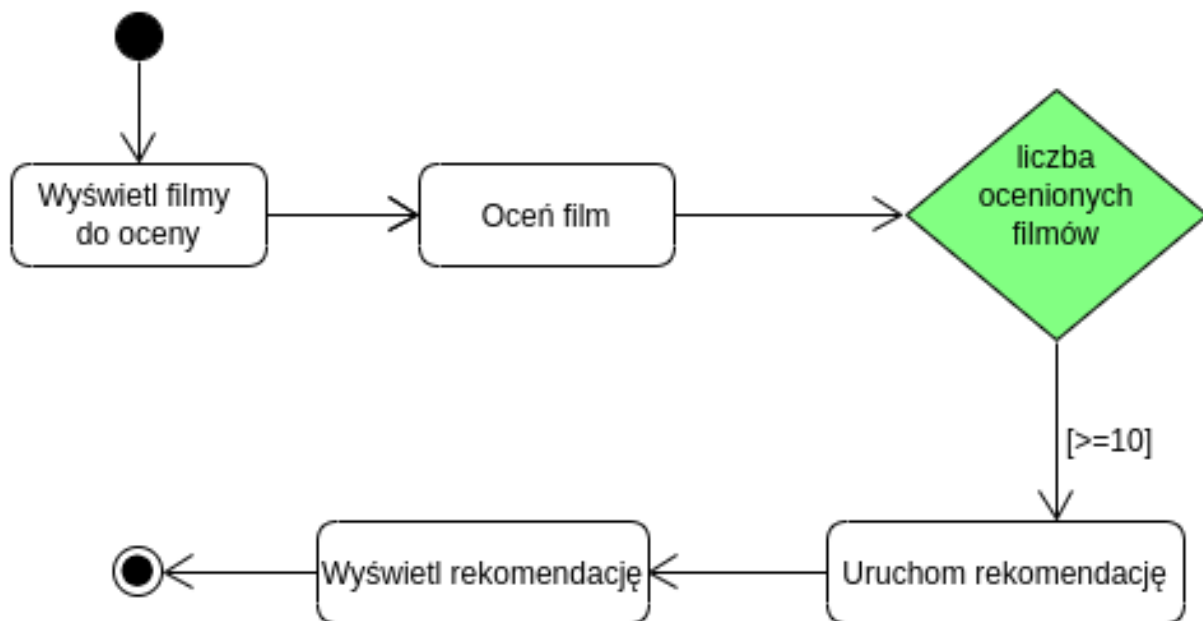 Wyświetl filmy
do oceny
Oceń film
liczba
ocenionych
filmów
[>=10]
Wyświetl rekomendację
Uruchom rekomendację